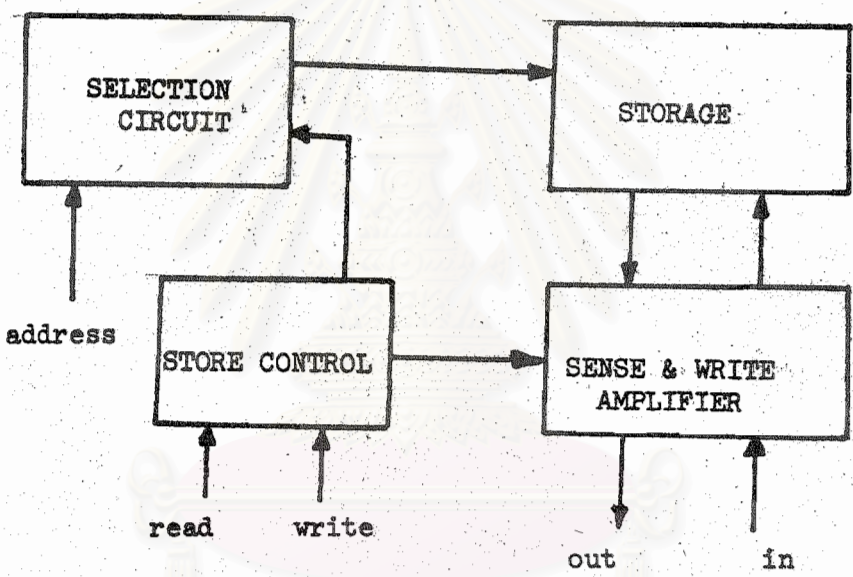 SELECTION
CIRCUIT
STORAGE
address
STORE CONTROL
SENSE & WRITE
AMPLIFIER
read
write
out
in